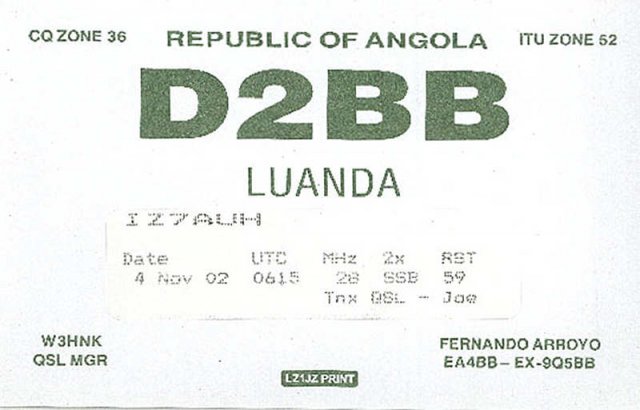 CQ ZONE 36 REPUBLIC OF ANGOLA ITU ZONE 52
D2BB
LUANDA
IZ7AUH
Date UTC MHz 2x RST
4 Nov 02 0615 28 SSB 59
Tnx QSL - Joe
W3HNK FERNANDO ARROYO
QSL MGR EA4BB - EX-9Q5BB
LZ1JZ PRINT